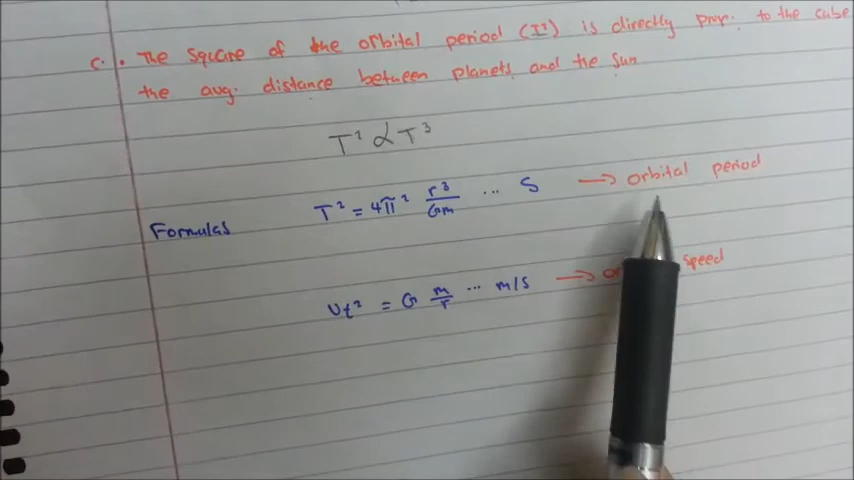 c. • The square of the orbital period (T²) is directly prop. to the cube
the avg. distance between planets and the sun
T² ∝ T³
Formulas T² = 4π² r³/Gm ... S → orbital period
Vt² = G m/r ... m/s → speed